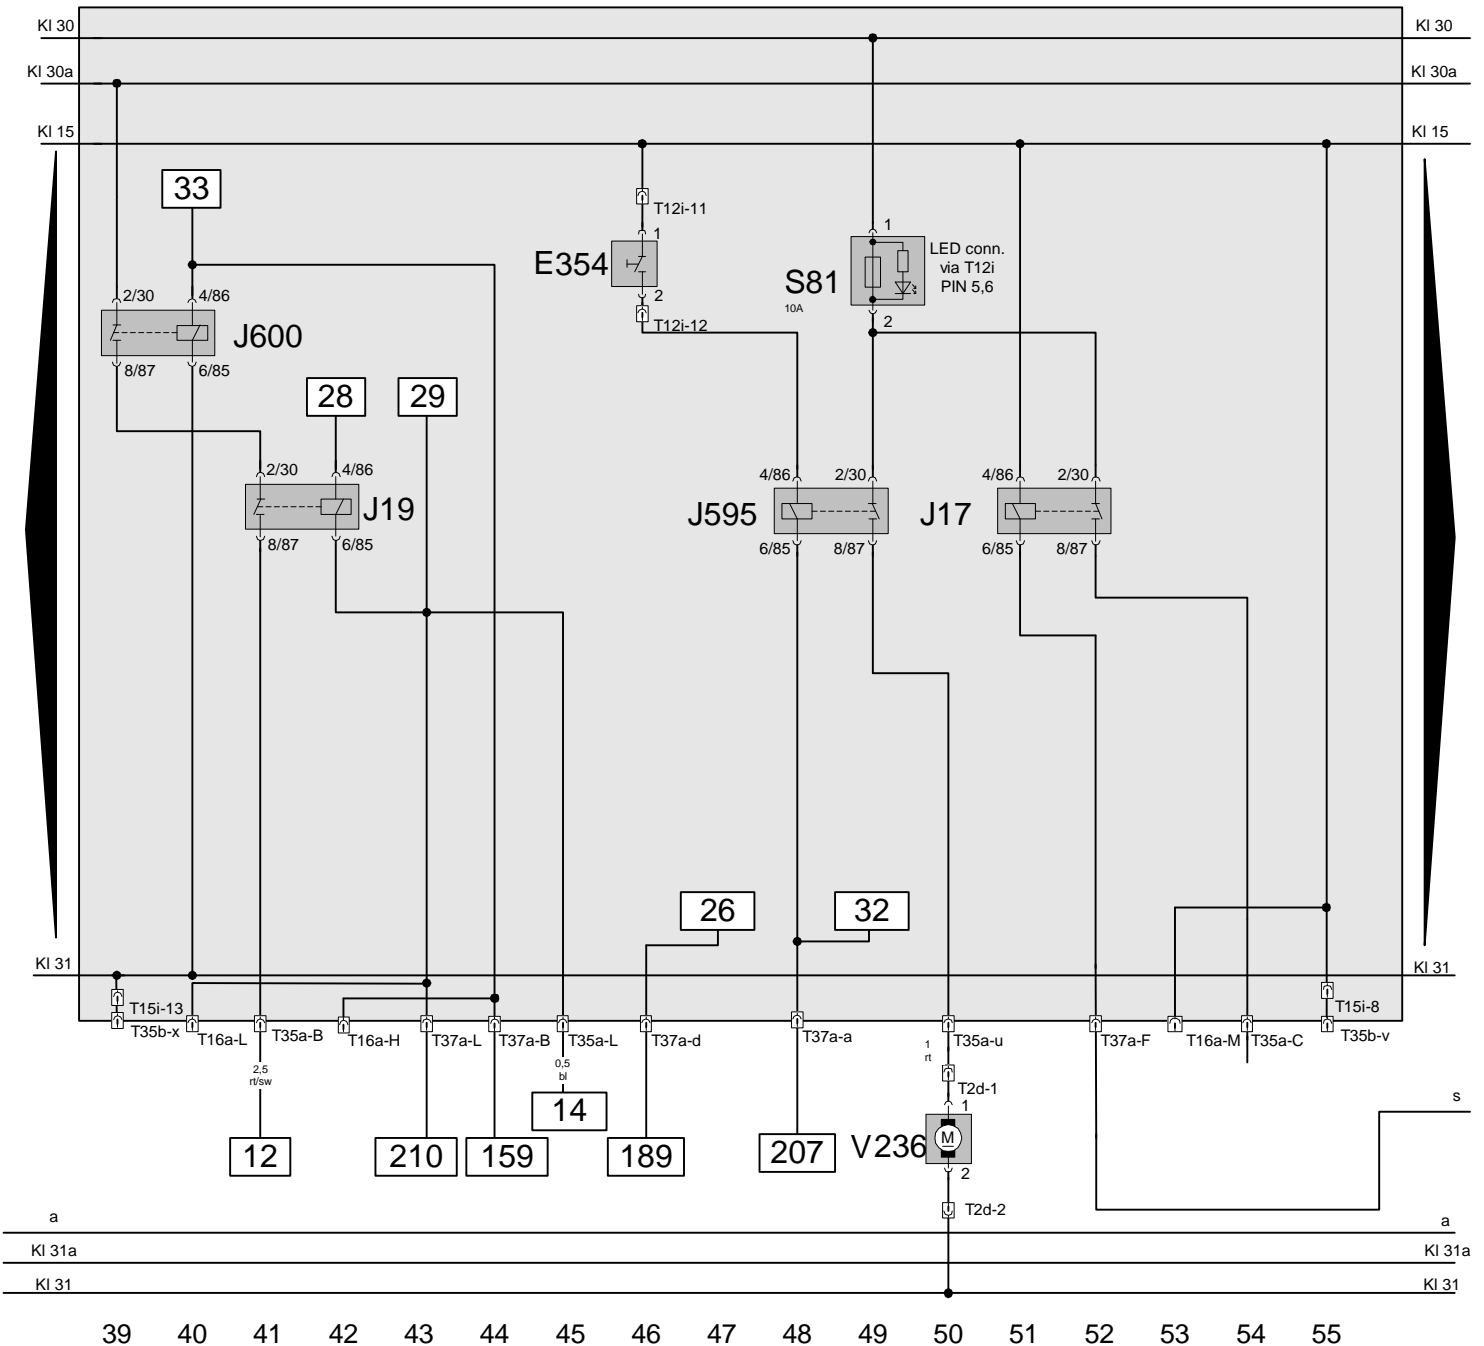 Kl 30
Kl 30
Kl 30a
Kl 30a
Kl 15
Kl 15
33
T12i-11
1
1
E354
LED conn.
via T12i
PIN 5,6
S81
10A
2
2
T12i-12
2/30
4/86
J600
8/87
6/85
28
29
2/30
4/86
J19
8/87
6/85
4/86
2/30
J595
6/85
8/87
4/86
2/30
J17
6/85
8/87
26
32
Kl 31
Kl 31
T15i-13
T15i-8
T35b-x
T16a-L
T35a-B
T16a-H
T37a-L
T37a-B
T35a-L
T37a-d
T37a-a
T35a-u
T37a-F
T16a-M
T35a-C
T35b-v
2,5
rt/sw
0,5
bl
1
rt
T2d-1
1
s
14
12
210
159
189
207
V236
M
2
T2d-2
a
a
Kl 31a
Kl 31a
Kl 31
Kl 31
39 40 41 42 43 44 45 46 47 48 49 50 51 52 53 54 55